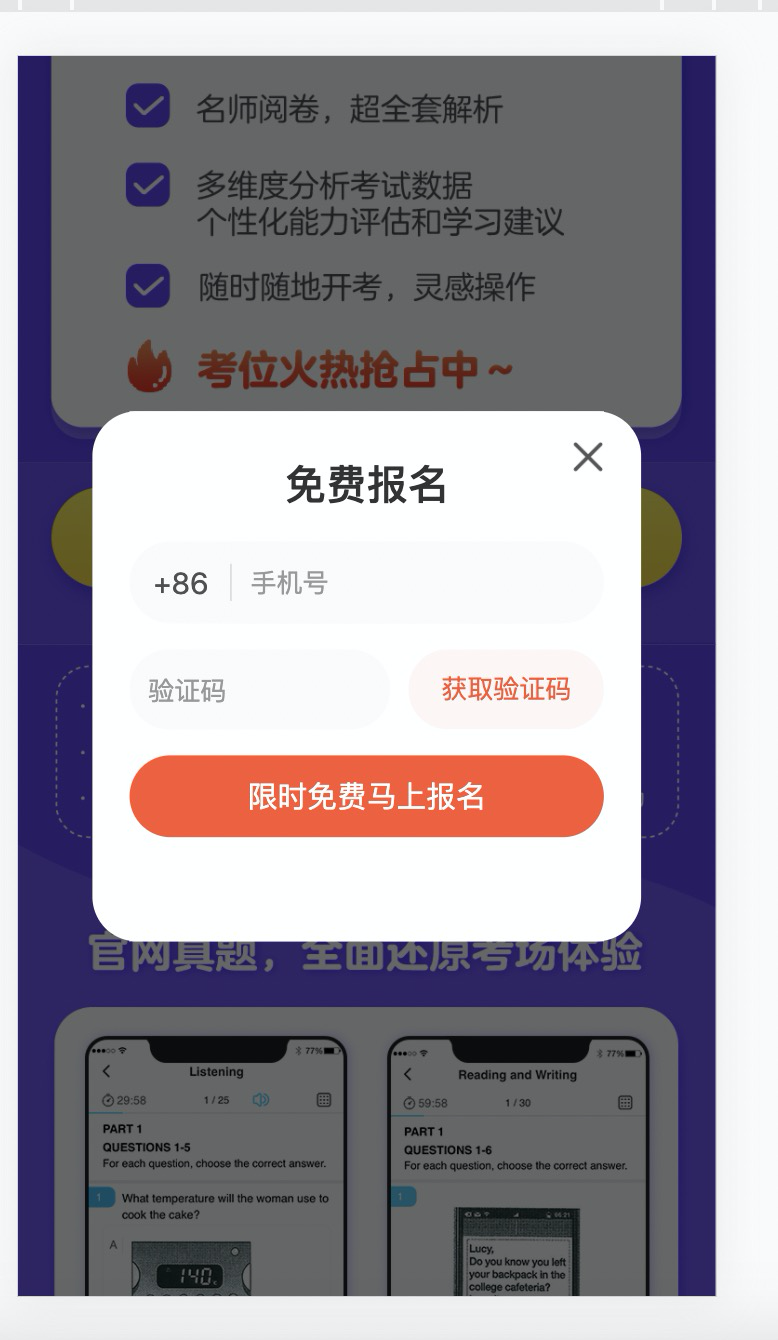 名师阅卷，超全套解析
多维度分析考试数据
个性化能力评估和学习建议
随时随地开考，灵感操作
考位火热抢占中~
免费报名
+86 手机号
验证码 获取验证码
限时免费马上报名
官网真题，全面还原考场体验
77%
Listening
29:58 1 / 25
PART 1
QUESTIONS 1-5
For each question, choose the correct answer.
1 What temperature will the woman use to
cook the cake?
A
140c
77%
Reading and Writing
59:58 1 / 30
PART 1
QUESTIONS 1-6
For each question, choose the correct answer.
1
06:21
Lucy,
Do you know you left
your backpack in the
college cafeteria?